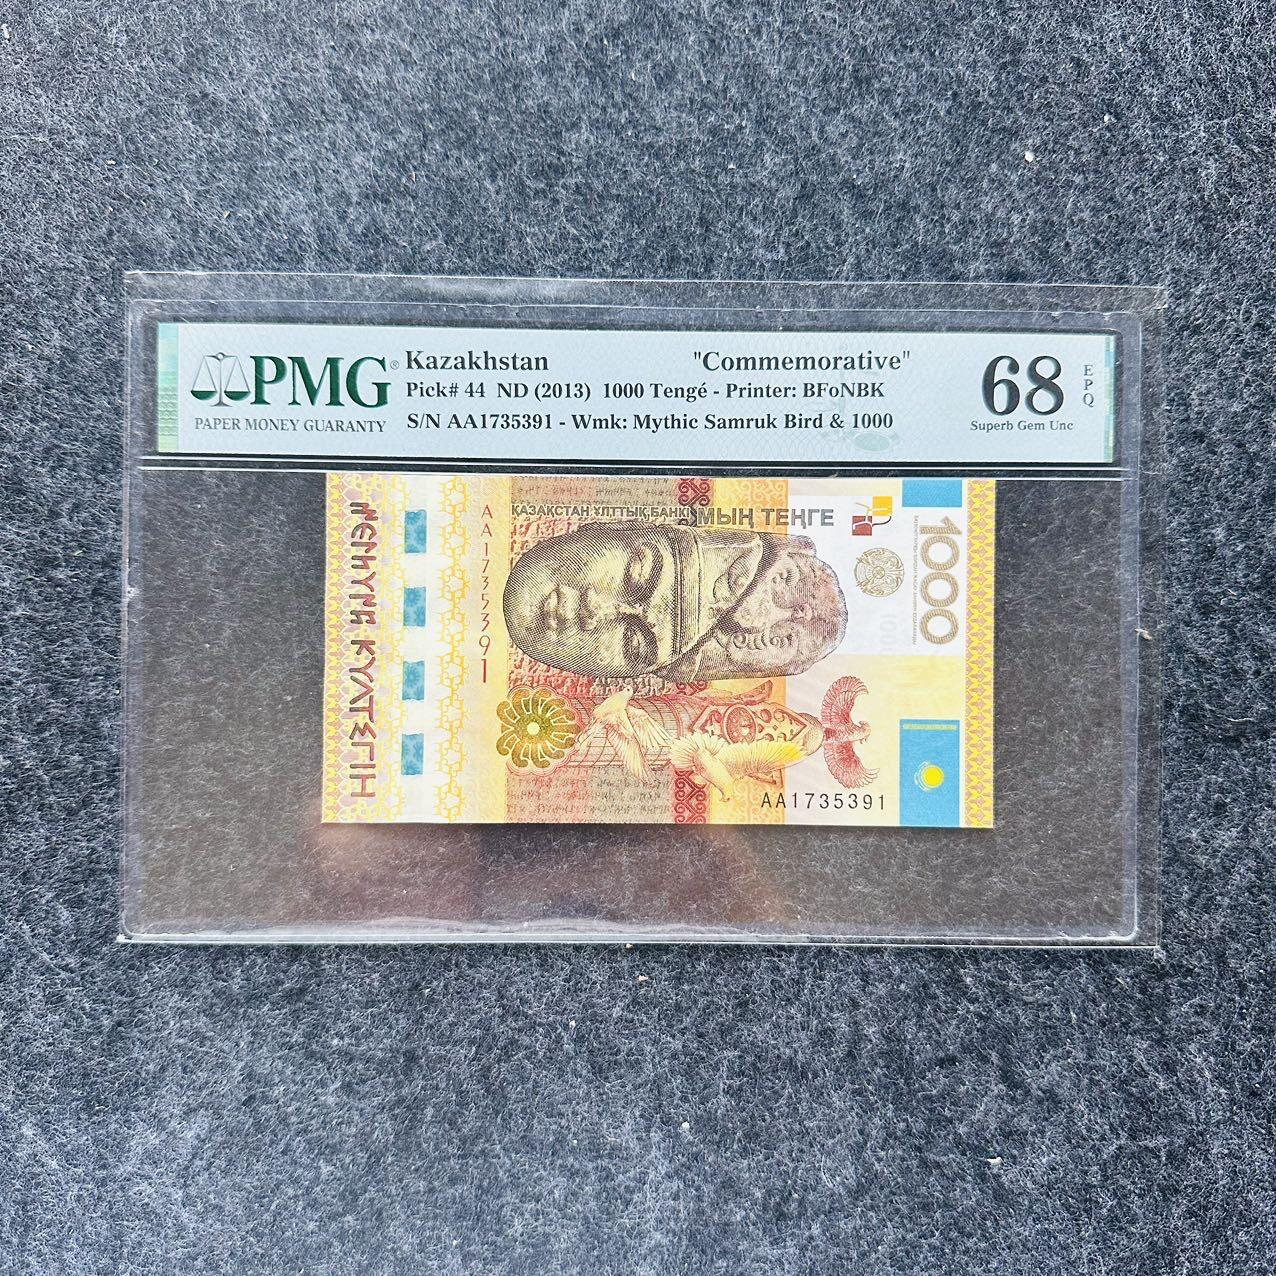 PMG®
PAPER MONEY GUARANTY
Kazakhstan "Commemorative"
Pick# 44 ND (2013) 1000 Tengé - Printer: BFoNBK
S/N AA1735391 - Wmk: Mythic Samruk Bird & 1000
68
EPQ
Superb Gem Unc
ҚАЗАҚСТАН ҰЛТТЫҚ БАНКІ
МЫҢ ТЕҢГЕ
AA1735391
1000
AA1735391
КҮЛТЕГІН